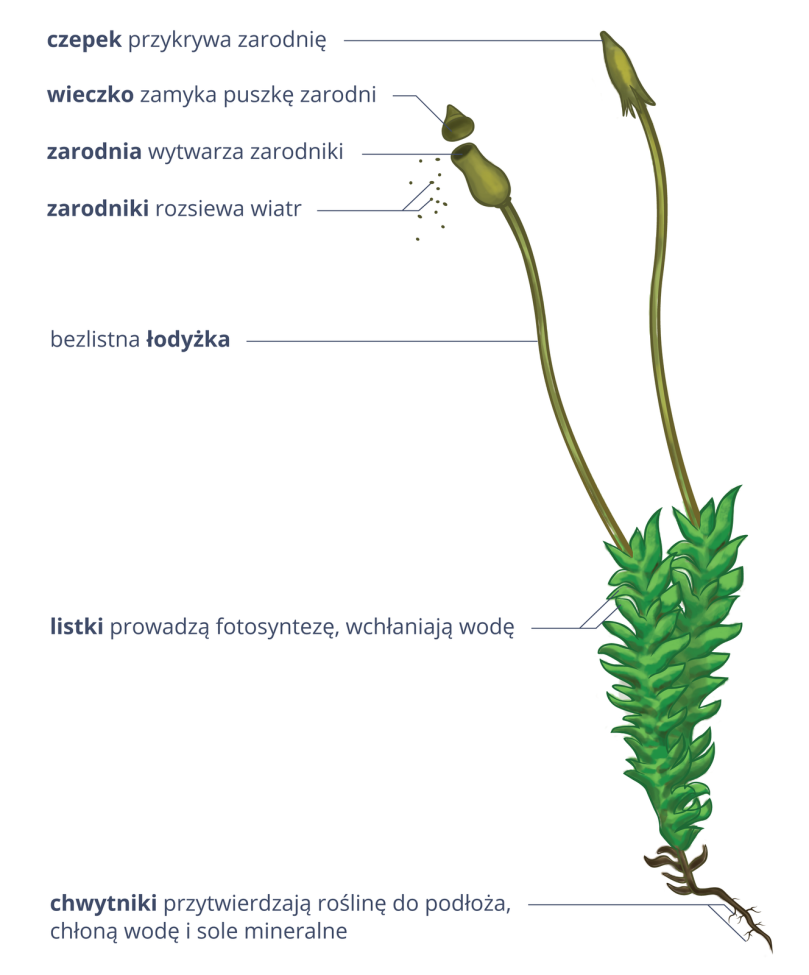 czepek przykrywa zarodnię
wieczko zamyka puszkę zarodni
zarodnia wytwarza zarodniki
zarodniki rozsiewa wiatr
bezlistna łodyżka
listki prowadzą fotosyntezę, wchłaniają wodę
chwytniki przytwierdzają roślinę do podłoża,
chłoną wodę i sole mineralne